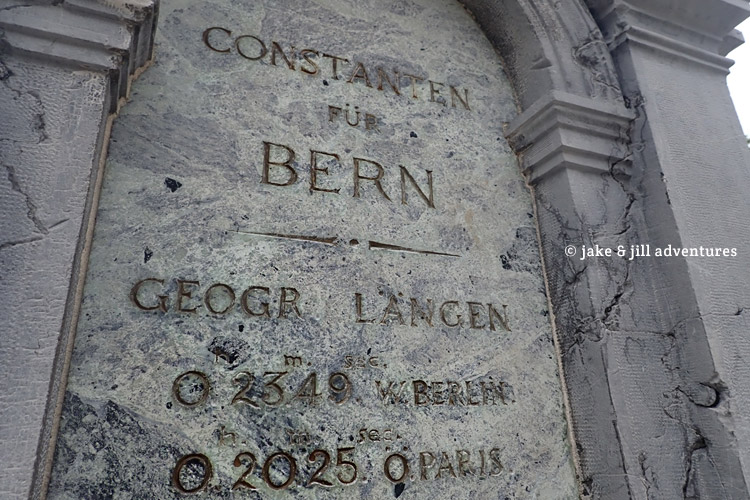 CONSTANTEN
FÜR
BERN
GEOGR LÄNGEN
h. m. sec.
0 23 49 W. BERLIN
h. m. sec.
0. 20 25 O. PARIS
© jake & jill adventures